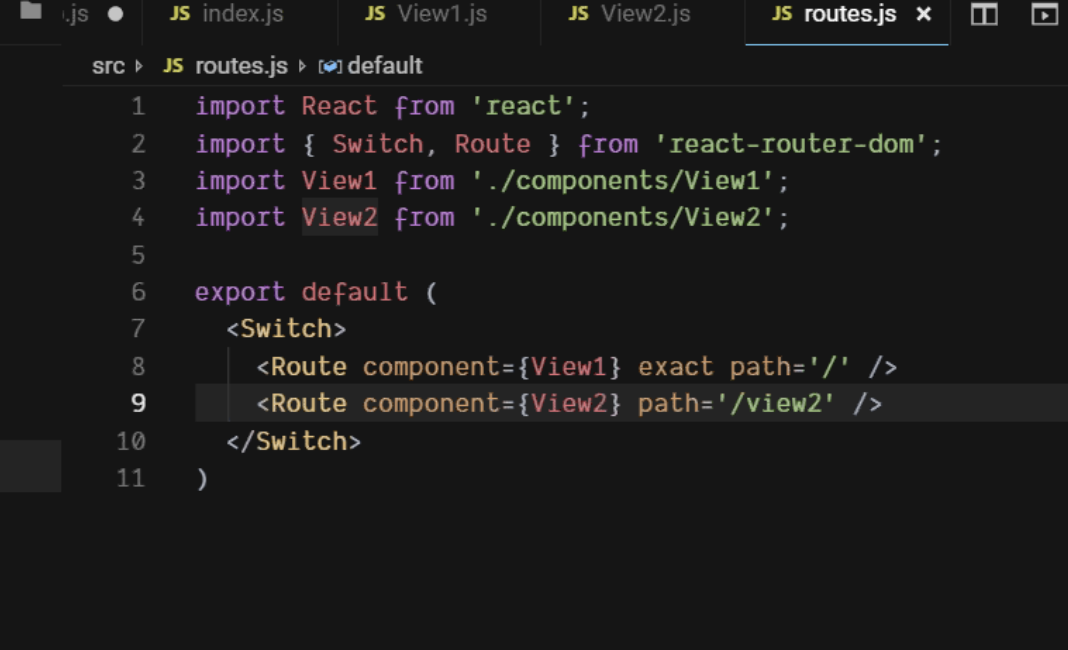 .js JS index.js JS View1.js JS View2.js JS routes.js
src JS routes.js default
1 import React from 'react';
2 import { Switch, Route } from 'react-router-dom';
3 import View1 from './components/View1';
4 import View2 from './components/View2';
5
6 export default (
7 <Switch>
8 <Route component={View1} exact path='/' />
9 <Route component={View2} path='/view2' />
10 </Switch>
11 )